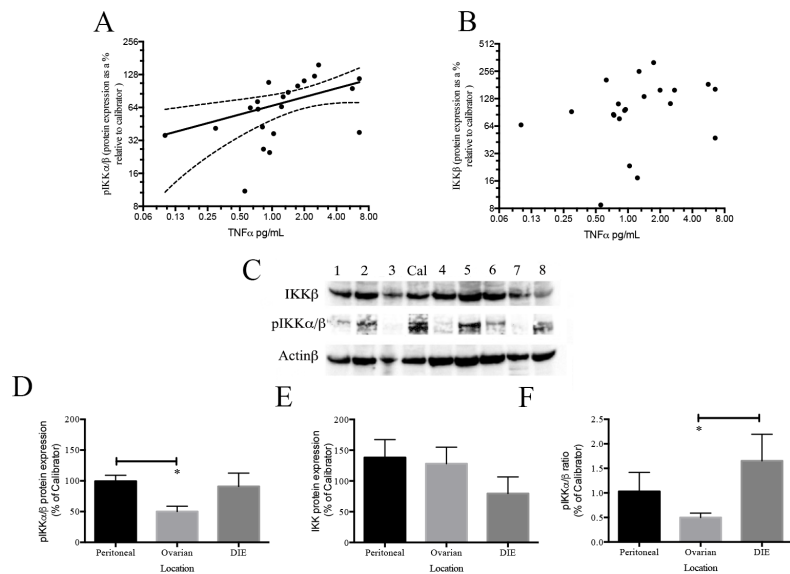 A
pIKKα/β (protein expression as a %
relative to calibrator )
256
128
64
32
16
8
0.06
0.13
0.50
1.00
2.00
4.00
8.00
TNFα pg/mL
B
IKKβ (protein expression as a %
relative to calibrator )
512
256
128
64
32
16
8
0.06
0.13
0.50
1.00
2.00
4.00
8.00
TNFα pg/mL
C
1 2 3 Cal 4 5 6 7 8
IKKβ
pIKKα/β
Actinβ
D
pIKKα/β protein expression
(% of Calibrator)
200
150
100
50
0
*
Peritoneal Ovarian DIE
Location
E
IKK protein expression
(% of Calibrator)
200
150
100
50
0
Peritoneal Ovarian DIE
Location
F
pIKKα/β ratio
(% of Calibrator)
2.5
2.0
1.5
1.0
0.5
0.0
*
Peritoneal Ovarian DIE
Location